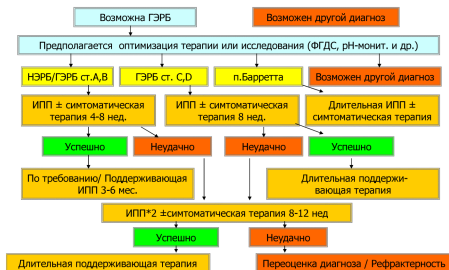 Возможна ГЭРБ
Возможен другой диагноз
Предполагается оптимизация терапии или исследования (ФГДС, рН-монит. и др.)
НЭРБ/ГЭРБ ст.А,В
ГЭРБ ст. С,D
п.Барретта
Возможен другой диагноз
ИПП ± симтоматическая
терапия 4-8 нед.
ИПП ± симтоматическая
терапия 8 нед.
Длительная ИПП ±
симтоматическая терапия
Успешно
Неудачно
Неудачно
Успешно
По требованию/ Поддерживающая
ИПП 3-6 мес.
Длительная поддержи-
вающая терапия
ИПП*2 ±симтоматическая терапия 8-12 нед
Успешно
Неудачно
Длительная поддерживающая терапия
Переоценка диагноза / Рефрактерность